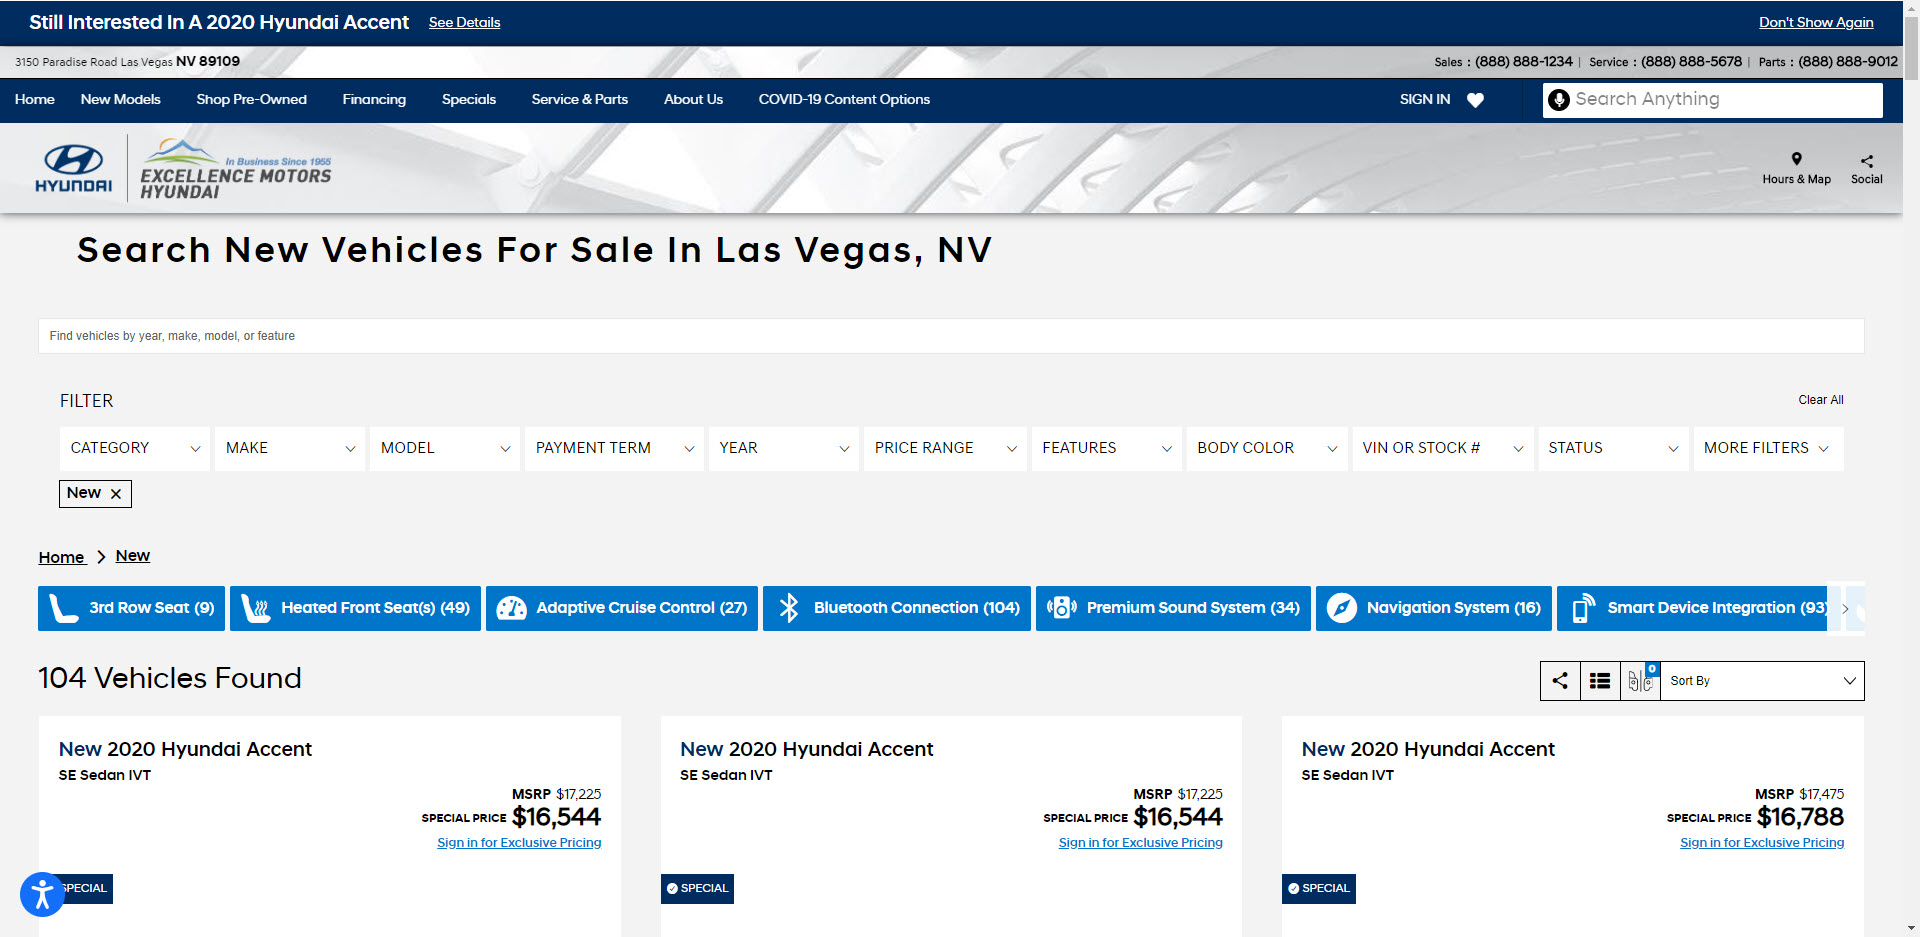 Still Interested In A 2020 Hyundai Accent See Details Don't Show Again
3150 Paradise Road Las Vegas NV 89109 Sales : (888) 888-1234 | Service : (888) 888-5678 | Parts : (888) 888-9012
Home New Models Shop Pre-Owned Financing Specials Service & Parts About Us COVID-19 Content Options SIGN IN Search Anything
In Business Since 1955
HYUNDAI EXCELLENCE MOTORS
HYUNDAI
Hours & Map Social
Search New Vehicles For Sale In Las Vegas, NV
Find vehicles by year, make, model, or feature
FILTER Clear All
CATEGORY MAKE MODEL PAYMENT TERM YEAR PRICE RANGE FEATURES BODY COLOR VIN OR STOCK # STATUS MORE FILTERS
New
Home New
3rd Row Seat (9) Heated Front Seat(s) (49) Adaptive Cruise Control (27) Bluetooth Connection (104) Premium Sound System (34) Navigation System (16) Smart Device Integration (93)
104 Vehicles Found 0 Sort By
New 2020 Hyundai Accent
SE Sedan IVT
MSRP $17,225
SPECIAL PRICE $16,544
Sign in for Exclusive Pricing
SPECIAL
New 2020 Hyundai Accent
SE Sedan IVT
MSRP $17,225
SPECIAL PRICE $16,544
Sign in for Exclusive Pricing
SPECIAL
New 2020 Hyundai Accent
SE Sedan IVT
MSRP $17,475
SPECIAL PRICE $16,788
Sign in for Exclusive Pricing
SPECIAL